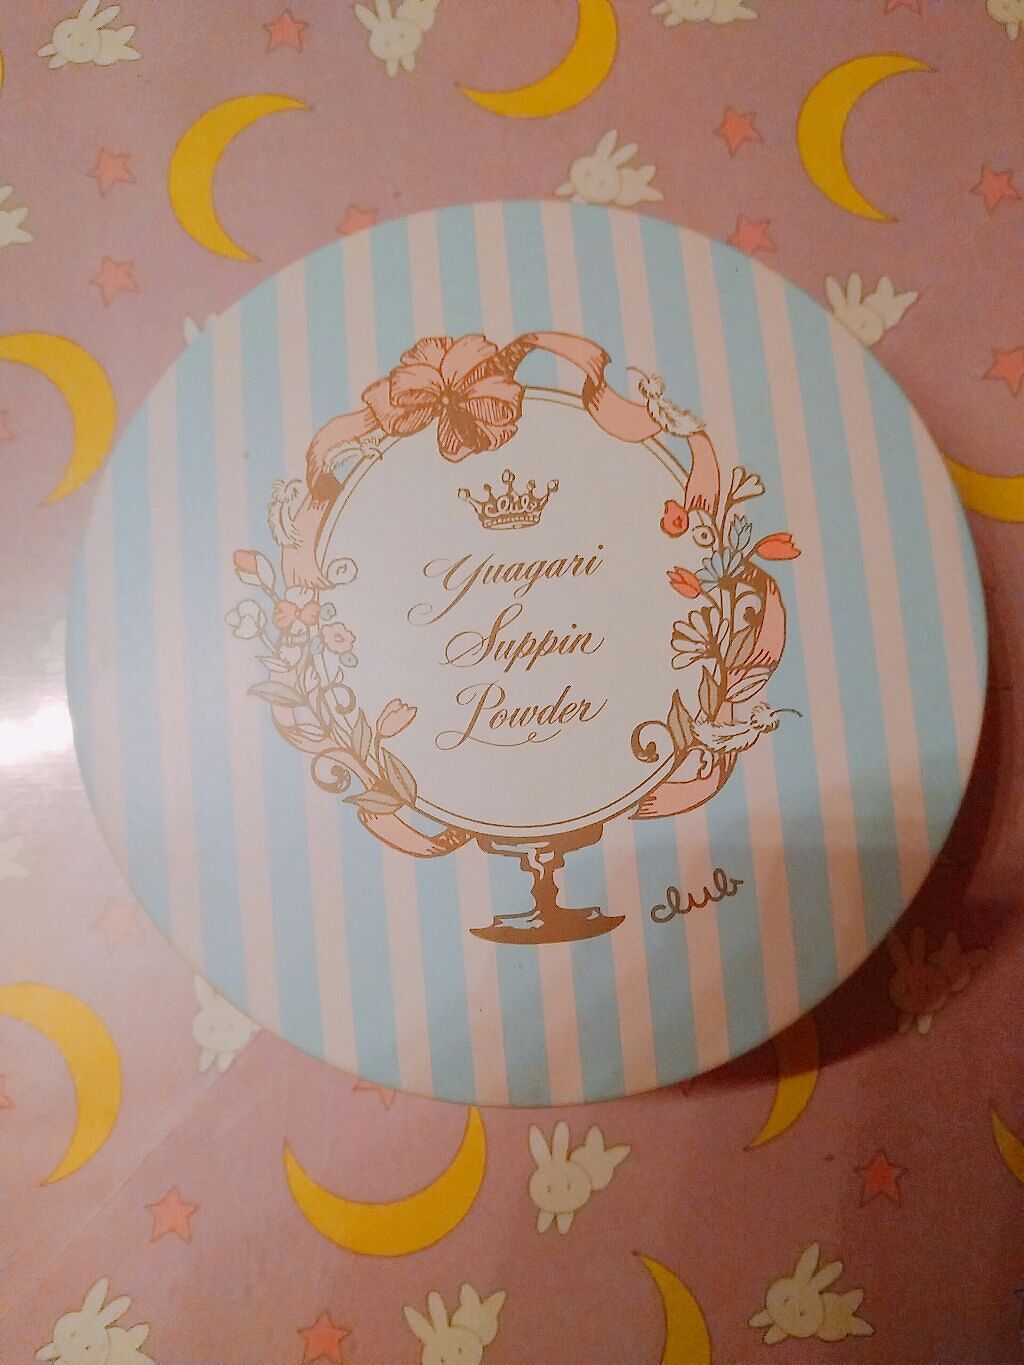 club
Yuagari
Suppin
Powder
club